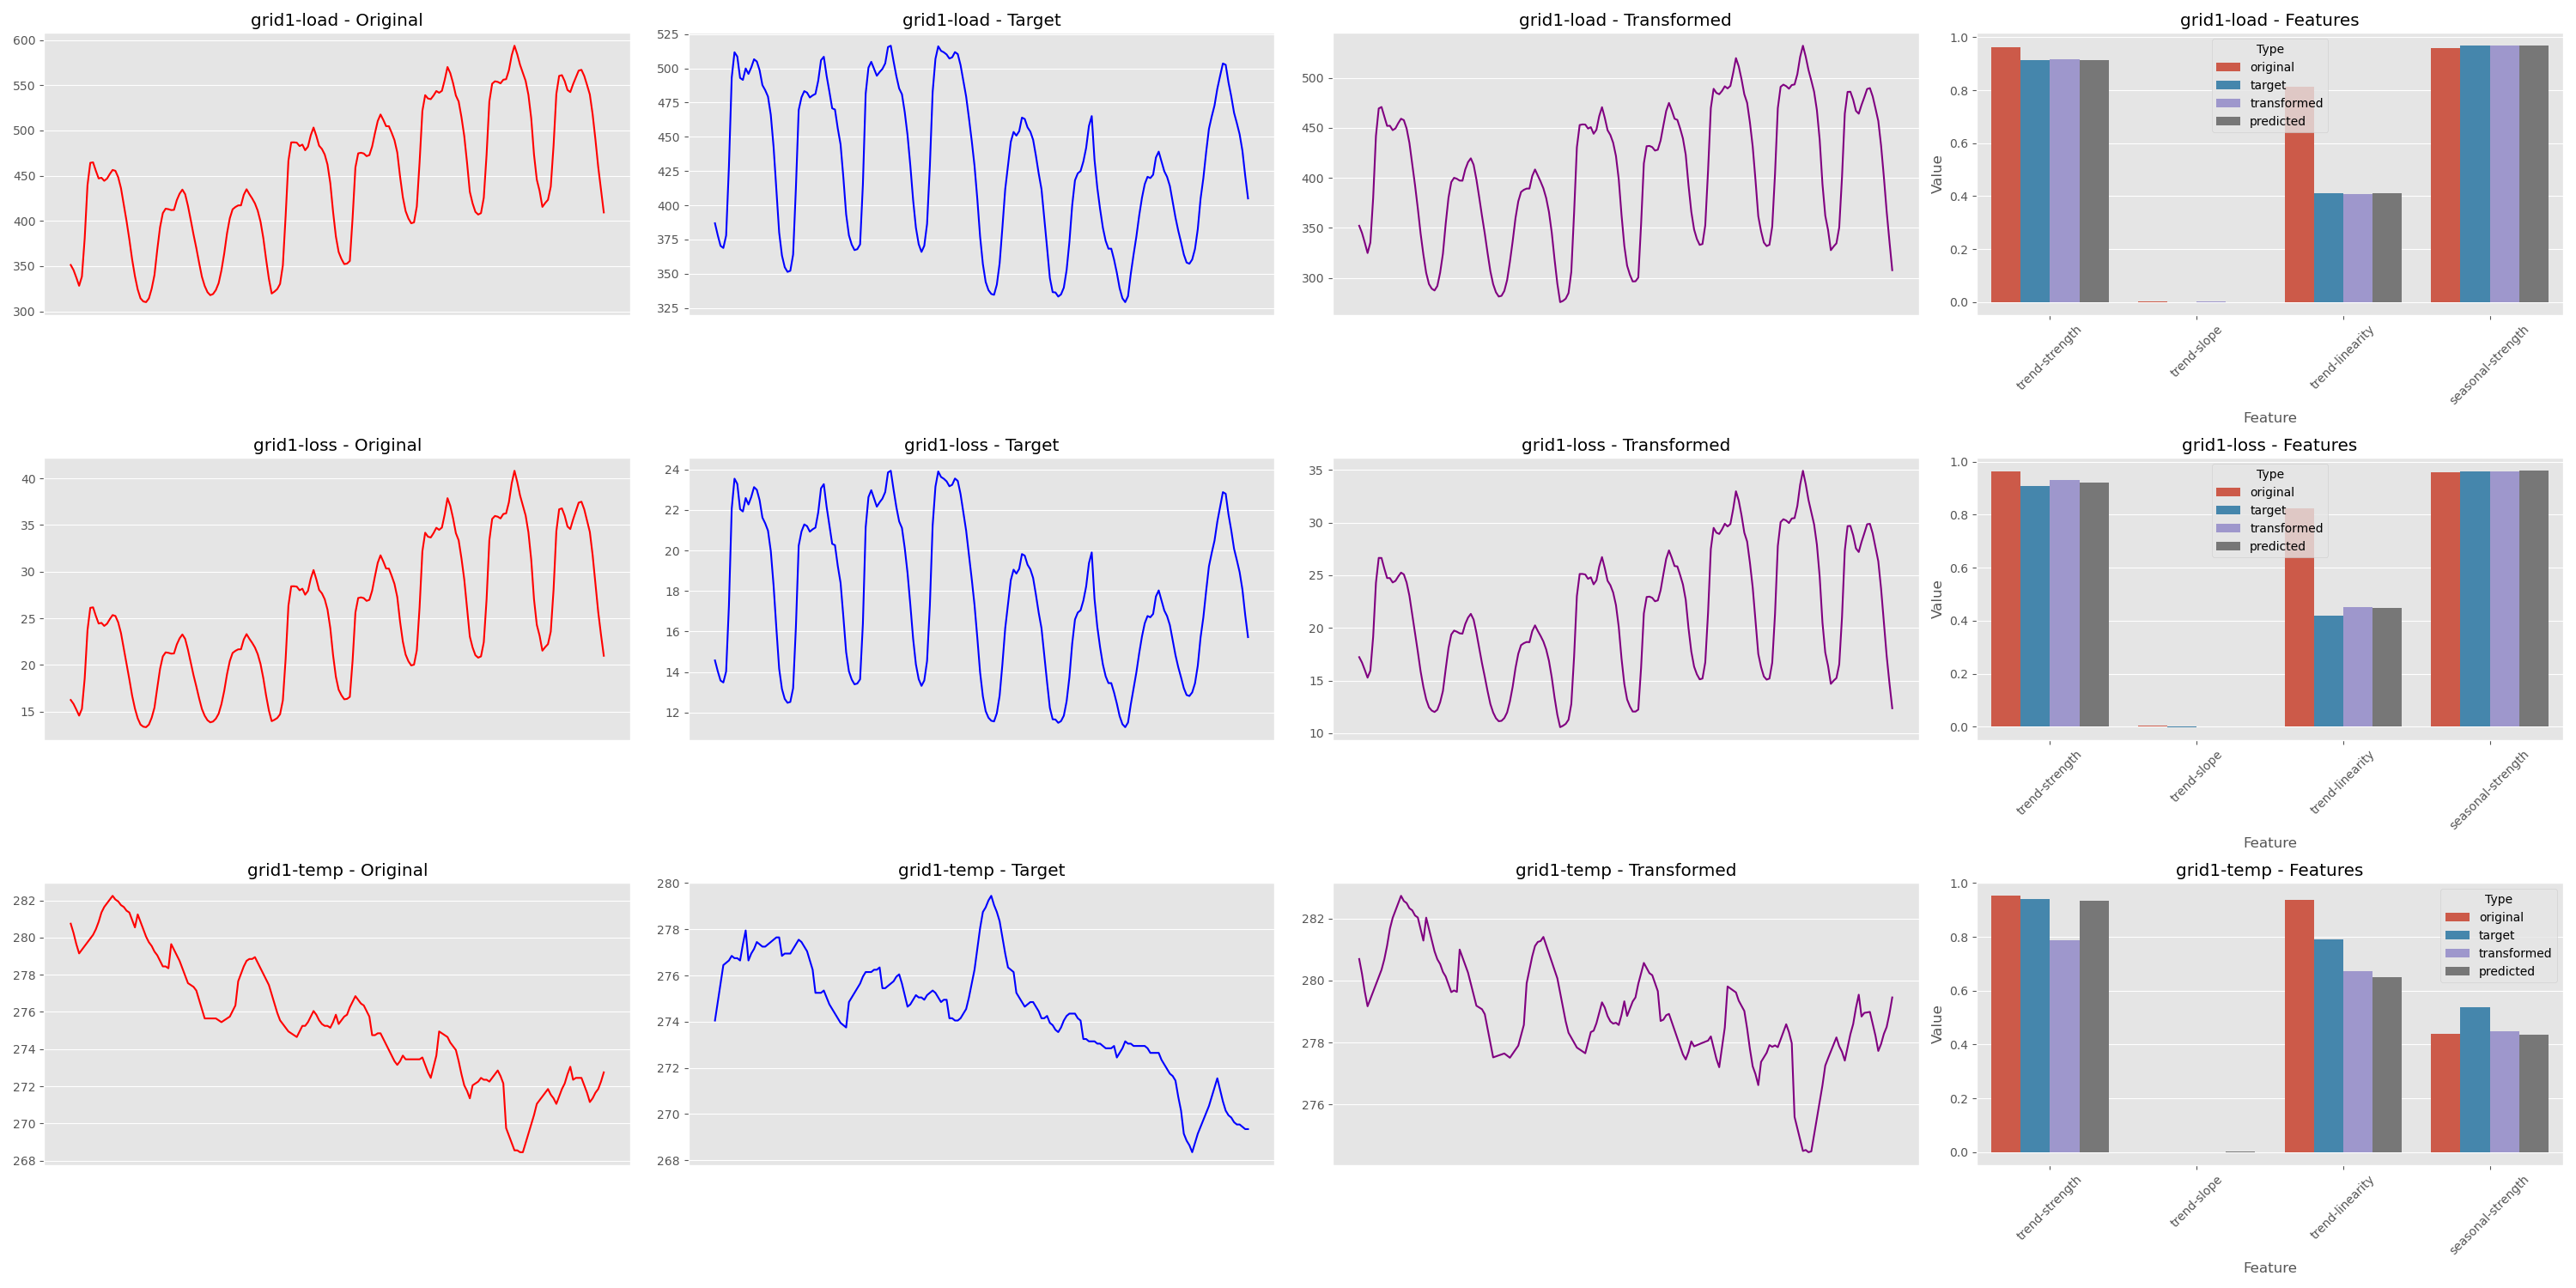 grid1-load - Original
600
550
500
450
400
350
300
grid1-load - Target
525
500
475
450
425
400
375
350
325
grid1-load - Transformed
500
450
400
350
300
grid1-load - Features
1.0
0.8
0.6
0.4
0.2
0.0
Value
Type
original
target
transformed
predicted
trend-strength
trend-slope
trend-linearity
seasonal-strength
Feature
grid1-loss - Original
40
35
30
25
20
15
grid1-loss - Target
24
22
20
18
16
14
12
grid1-loss - Transformed
35
30
25
20
15
10
grid1-loss - Features
1.0
0.8
0.6
0.4
0.2
0.0
Value
Type
original
target
transformed
predicted
trend-strength
trend-slope
trend-linearity
seasonal-strength
Feature
grid1-temp - Original
282
280
278
276
274
272
270
268
grid1-temp - Target
280
278
276
274
272
270
268
grid1-temp - Transformed
282
280
278
276
grid1-temp - Features
1.0
0.8
0.6
0.4
0.2
0.0
Value
Type
original
target
transformed
predicted
trend-strength
trend-slope
trend-linearity
seasonal-strength
Feature